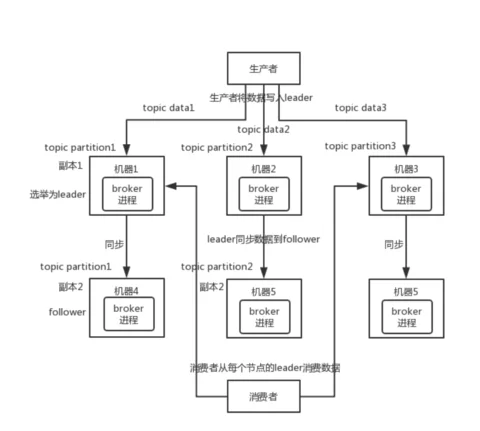 生产者
生产者将数据写入leader
topic data1
topic data3
topic data2
topic partition1
topic partition2
topic partition3
副本1
机器1
机器2
机器3
选举为leader
broker
进程
broker
进程
broker
进程
同步
leader同步数据到follower
同步
topic partition1
topic partition2
副本2
机器4
副本2
机器5
机器5
follower
broker
进程
broker
进程
broker
进程
消费者从每个节点的leader消费数据
消费者